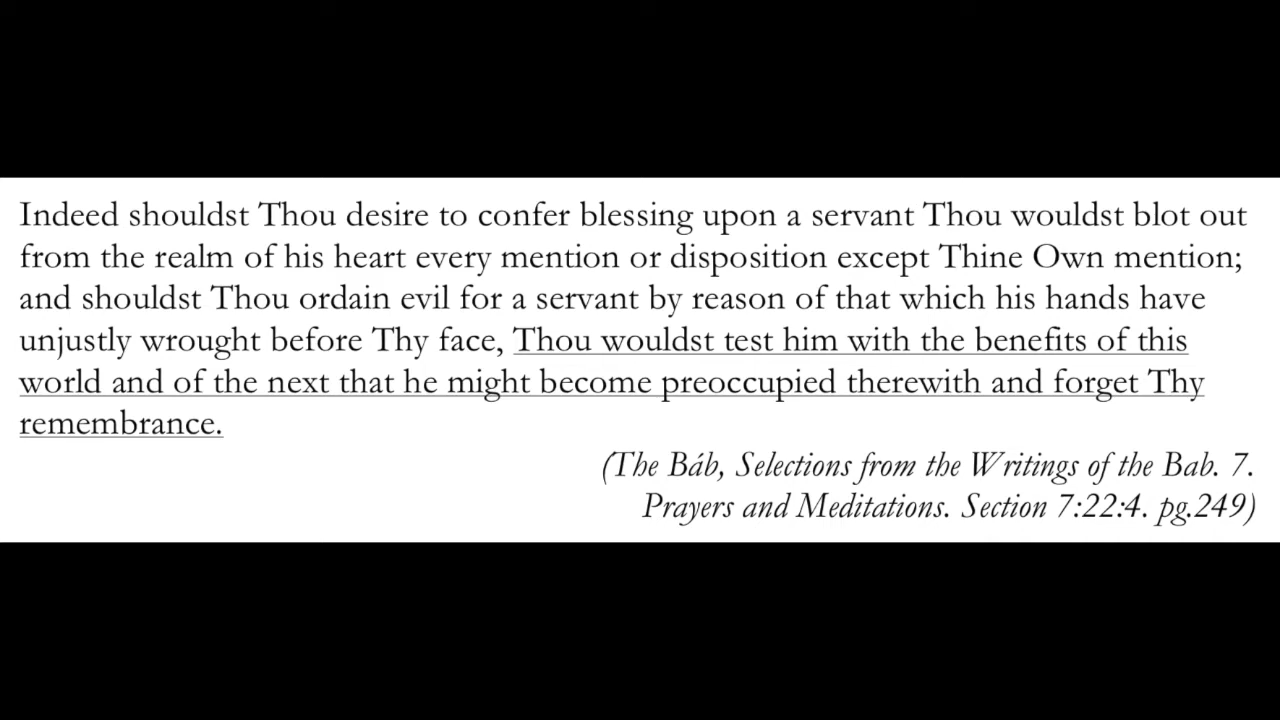 Indeed shouldst Thou desire to confer blessing upon a servant Thou wouldst blot out
from the realm of his heart every mention or disposition except Thine Own mention;
and shouldst Thou ordain evil for a servant by reason of that which his hands have
unjustly wrought before Thy face, Thou wouldst test him with the benefits of this
world and of the next that he might become preoccupied therewith and forget Thy
remembrance.
(The Báb, Selections from the Writings of the Bab. 7.
Prayers and Meditations. Section 7:22:4. pg.249)